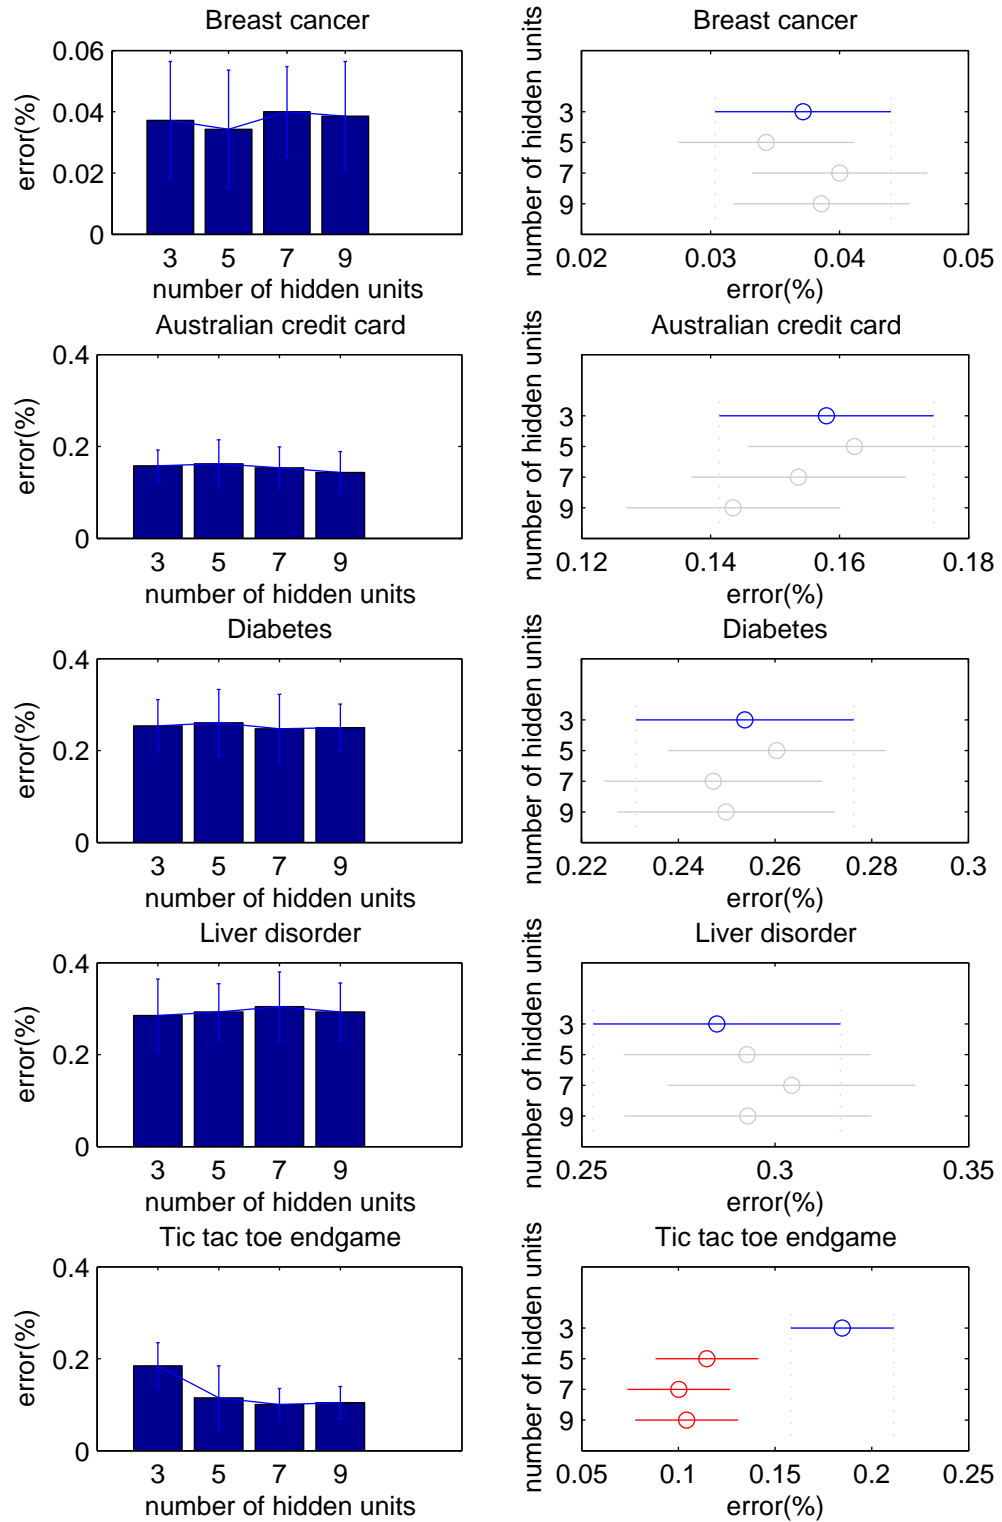 Breast cancer
0.06
0.04
0.02
0
error(%)
3 5 7 9
number of hidden units
Breast cancer
number of hidden units
3
5
7
9
0.02 0.03 0.04 0.05
error(%)
Australian credit card
0.4
0.2
0
error(%)
3 5 7 9
number of hidden units
Australian credit card
number of hidden units
3
5
7
9
0.12 0.14 0.16 0.18
error(%)
Diabetes
0.4
0.2
0
error(%)
3 5 7 9
number of hidden units
Diabetes
number of hidden units
3
5
7
9
0.22 0.24 0.26 0.28 0.3
error(%)
Liver disorder
0.4
0.2
0
error(%)
3 5 7 9
number of hidden units
Liver disorder
number of hidden units
3
5
7
9
0.25 0.3 0.35
error(%)
Tic tac toe endgame
0.4
0.2
0
error(%)
3 5 7 9
number of hidden units
Tic tac toe endgame
number of hidden units
3
5
7
9
0.05 0.1 0.15 0.2 0.25
error(%)